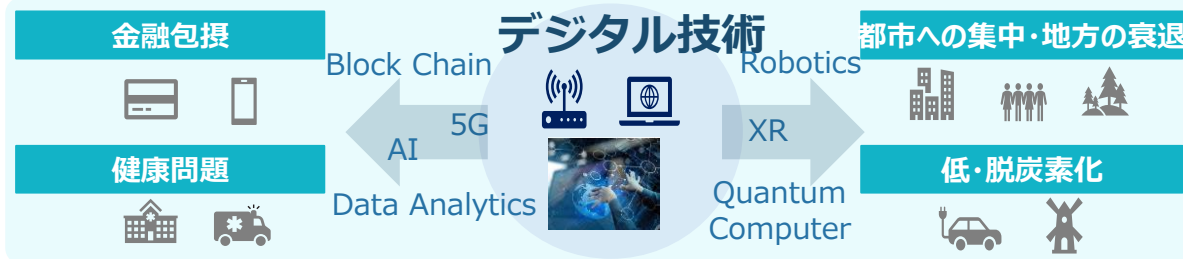 金融包摂
Block Chain
5G
AI
健康問題
Data Analytics
デジタル技術
Robotics
XR
Quantum
Computer
都市への集中・地方の衰退
低・脱炭素化